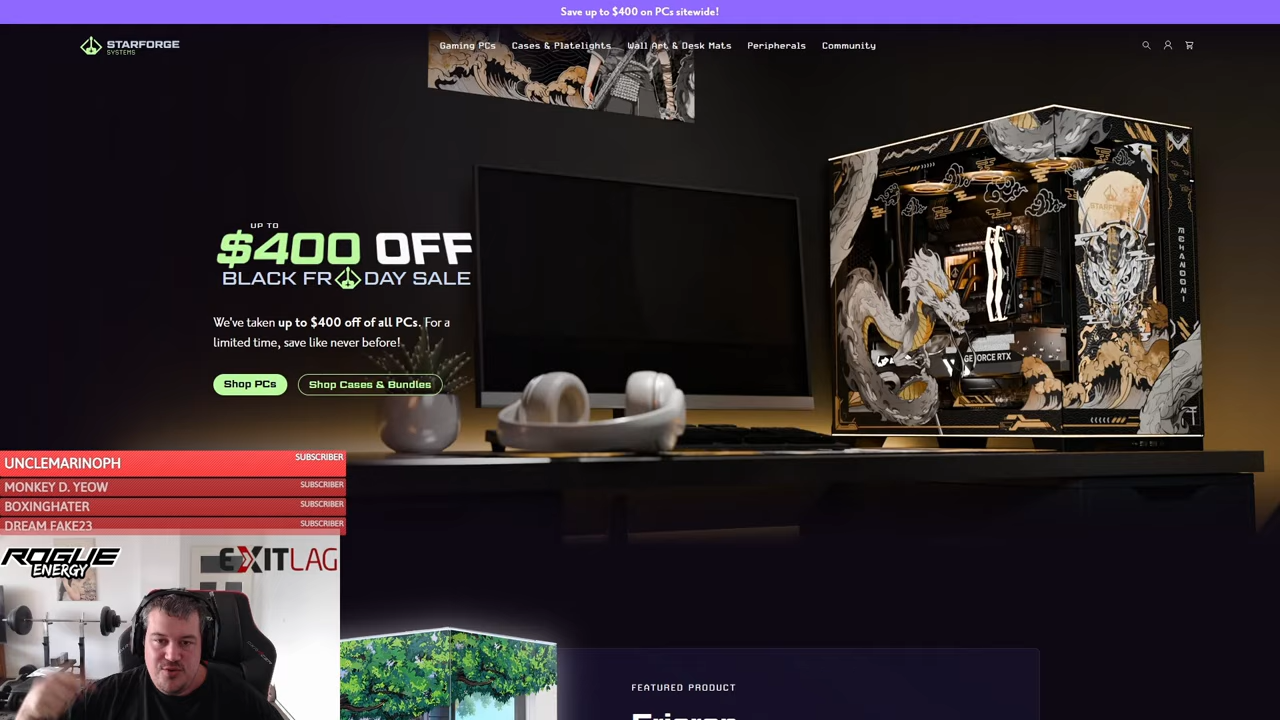 Save up to $400 on PCs sitewide!
STARFORGE
SYSTEMS
Gaming PCs
Cases & Platelights
Wall Art & Desk Mats
Peripherals
Community
UP TO
$400 OFF
BLACK FRIDAY SALE
We've taken up to $400 off of all PCs. For a
limited time, save like never before!
Shop PCs
Shop Cases & Bundles
GEFORCE RTX
UNCLEMARINOPH SUBSCRIBER
MONKEY D. YEOW SUBSCRIBER
BOXINGHATER SUBSCRIBER
DREAM FAKE23 SUBSCRIBER
ROGUE
ENERGY
EXITLAG
FEATURED PRODUCT
Frieren